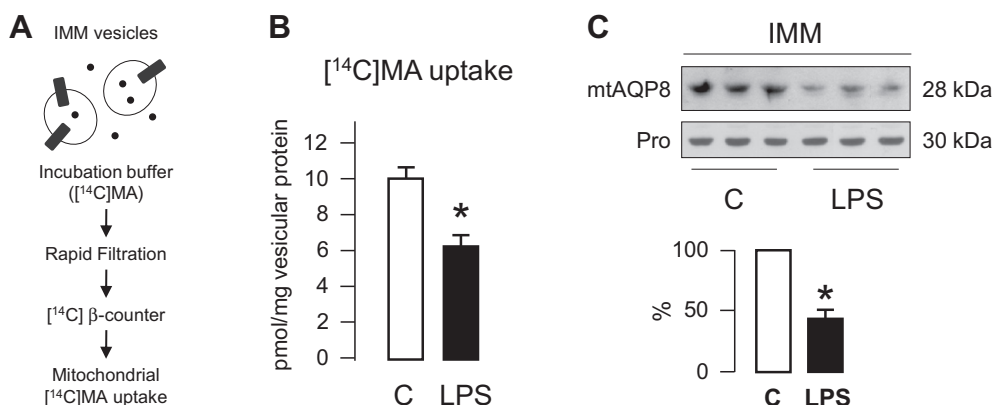 A
IMM vesicles
Incubation buffer
([¹⁴C]MA)
Rapid Filtration
[¹⁴C] β-counter
Mitochondrial
[¹⁴C]MA uptake
B
[¹⁴C]MA uptake
pmol/mg vesicular protein
12
10
8
6
4
2
0
*
C LPS
C
IMM
mtAQP8 28 kDa
Pro 30 kDa
C LPS
%
100
50
0
*
C LPS